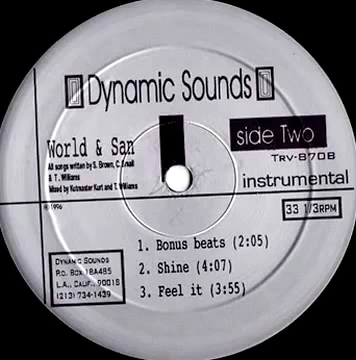 Dynamic Sounds
World & San
side Two
All songs written by S. Brown, C. Small
& T. Williams
TRV-870B
Mixed by Kutmaster Kurt and T. Williams
instrumental
℗1996
33 1/3RPM
1. Bonus beats (2:05)
2. Shine (4:07)
3. Feel it (3:55)
DYNAMIC SOUNDS
P.O. BOX 18A485
L.A., CALIF., 90018
(213) 734-1439